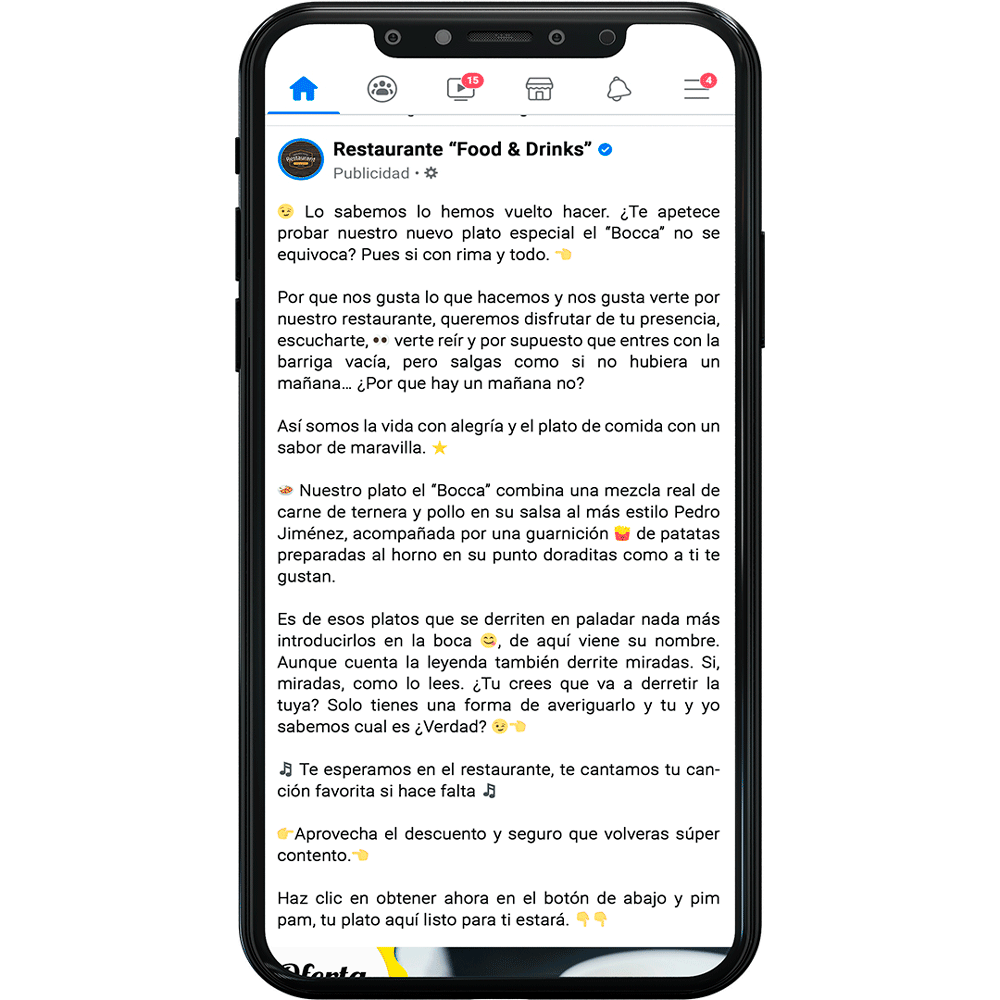 15
4
Restaurante “Food & Drinks”
Publicidad
😉 Lo sabemos lo hemos vuelto hacer. ¿Te apetece
probar nuestro nuevo plato especial el “Bocca” no se
equivoca? Pues si con rima y todo. 👈
Por que nos gusta lo que hacemos y nos gusta verte por
nuestro restaurante, queremos disfrutar de tu presencia,
escucharte, 👀 verte reír y por supuesto que entres con la
barriga vacía, pero salgas como si no hubiera un
mañana... ¿Por que hay un mañana no?
Así somos la vida con alegría y el plato de comida con un
sabor de maravilla. ⭐
🍝 Nuestro plato el “Bocca” combina una mezcla real de
carne de ternera y pollo en su salsa al más estilo Pedro
Jiménez, acompañada por una guarnición 🍟 de patatas
preparadas al horno en su punto doraditas como a ti te
gustan.
Es de esos platos que se derriten en paladar nada más
introducirlos en la boca 😋, de aquí viene su nombre.
Aunque cuenta la leyenda también derrite miradas. Si,
miradas, como lo lees. ¿Tu crees que va a derretir la
tuya? Solo tienes una forma de averiguarlo y tu y yo
sabemos cual es ¿Verdad? 😉👈
🎵 Te esperamos en el restaurante, te cantamos tu can-
ción favorita si hace falta 🎵
👉Aprovecha el descuento y seguro que volveras súper
contento.👈
Haz clic en obtener ahora en el botón de abajo y pim
pam, tu plato aquí listo para ti estará. 👇👇
Oferta